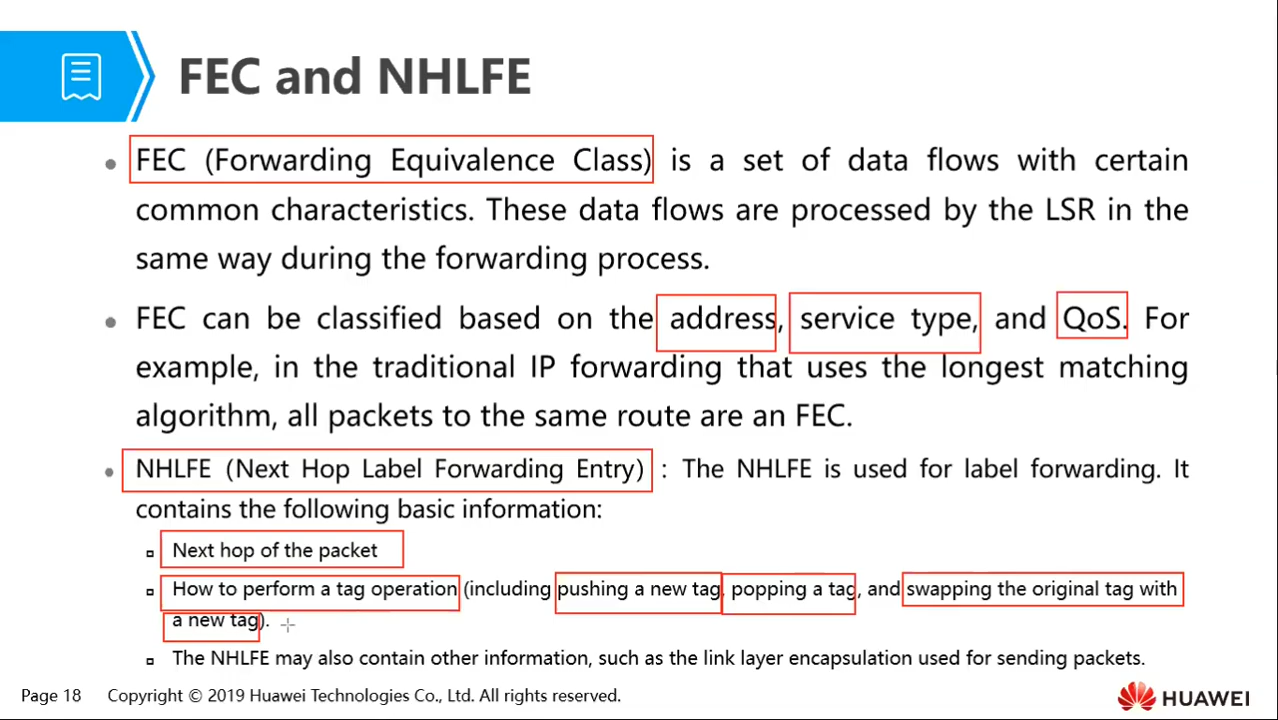 FEC and NHLFE
FEC (Forwarding Equivalence Class) is a set of data flows with certain
common characteristics. These data flows are processed by the LSR in the
same way during the forwarding process.
FEC can be classified based on the address, service type, and QoS. For
example, in the traditional IP forwarding that uses the longest matching
algorithm, all packets to the same route are an FEC.
NHLFE (Next Hop Label Forwarding Entry) : The NHLFE is used for label forwarding. It
contains the following basic information:
Next hop of the packet
How to perform a tag operation (including pushing a new tag, popping a tag, and swapping the original tag with
a new tag).
The NHLFE may also contain other information, such as the link layer encapsulation used for sending packets.
Page 18 Copyright © 2019 Huawei Technologies Co., Ltd. All rights reserved.
HUAWEI